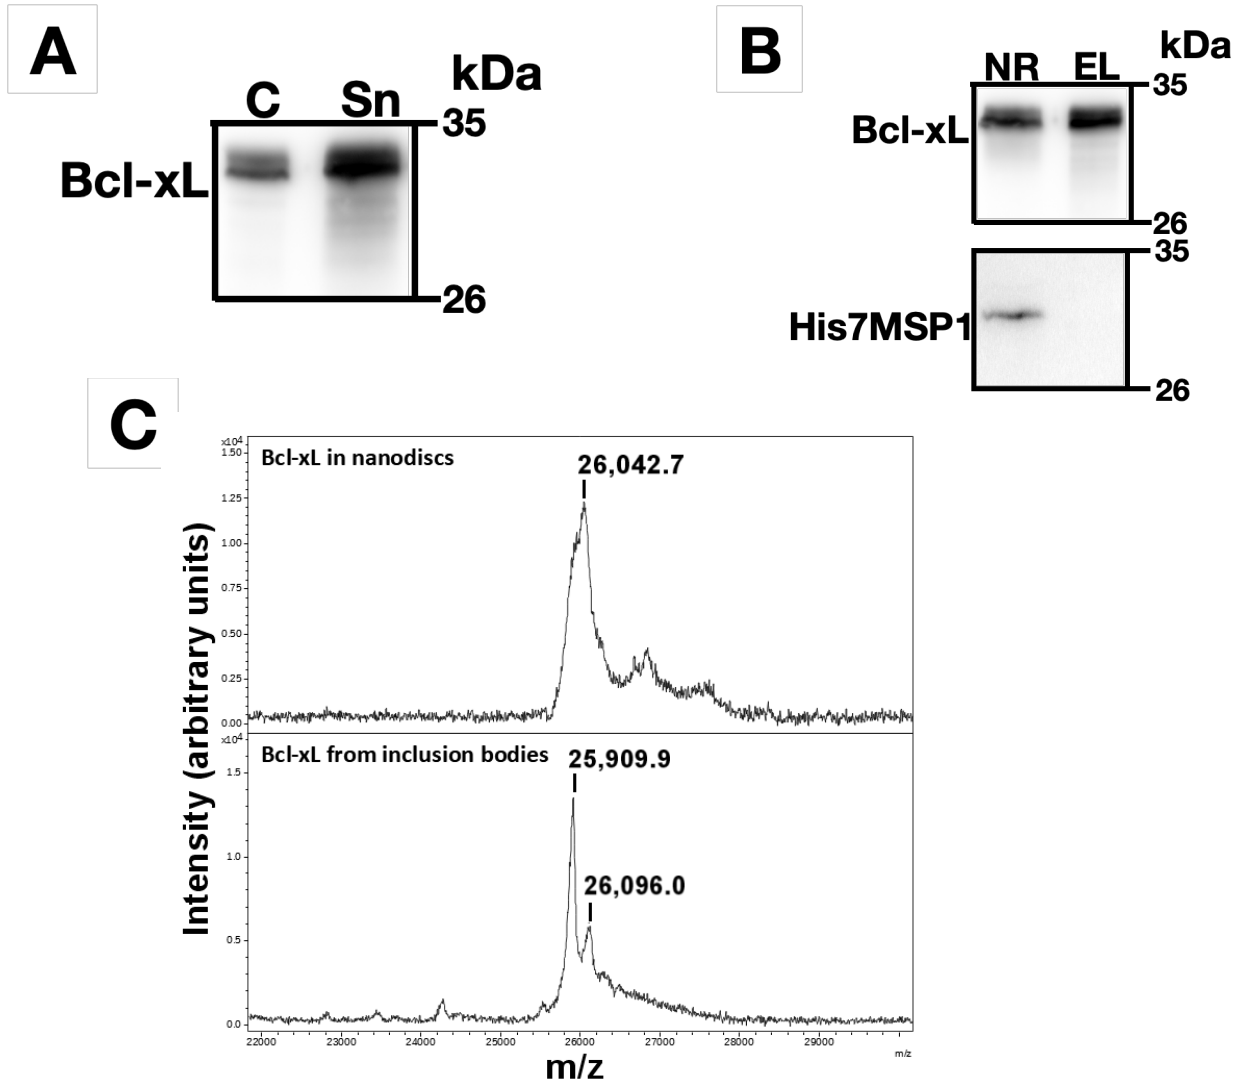 A
C Sn kDa
35
Bcl-xL
26
B
NR EL kDa
35
Bcl-xL
26
35
His7MSP1
26
C
x10⁴
Bcl-xL in nanodiscs
26,042.7
1.50
1.25
1.00
0.75
0.50
0.25
0.00
x10⁴
Bcl-xL from inclusion bodies
25,909.9
26,096.0
1.5
1.0
0.5
0.0
Intensity (arbitrary units)
22000 23000 24000 25000 26000 27000 28000 29000 m/z
m/z